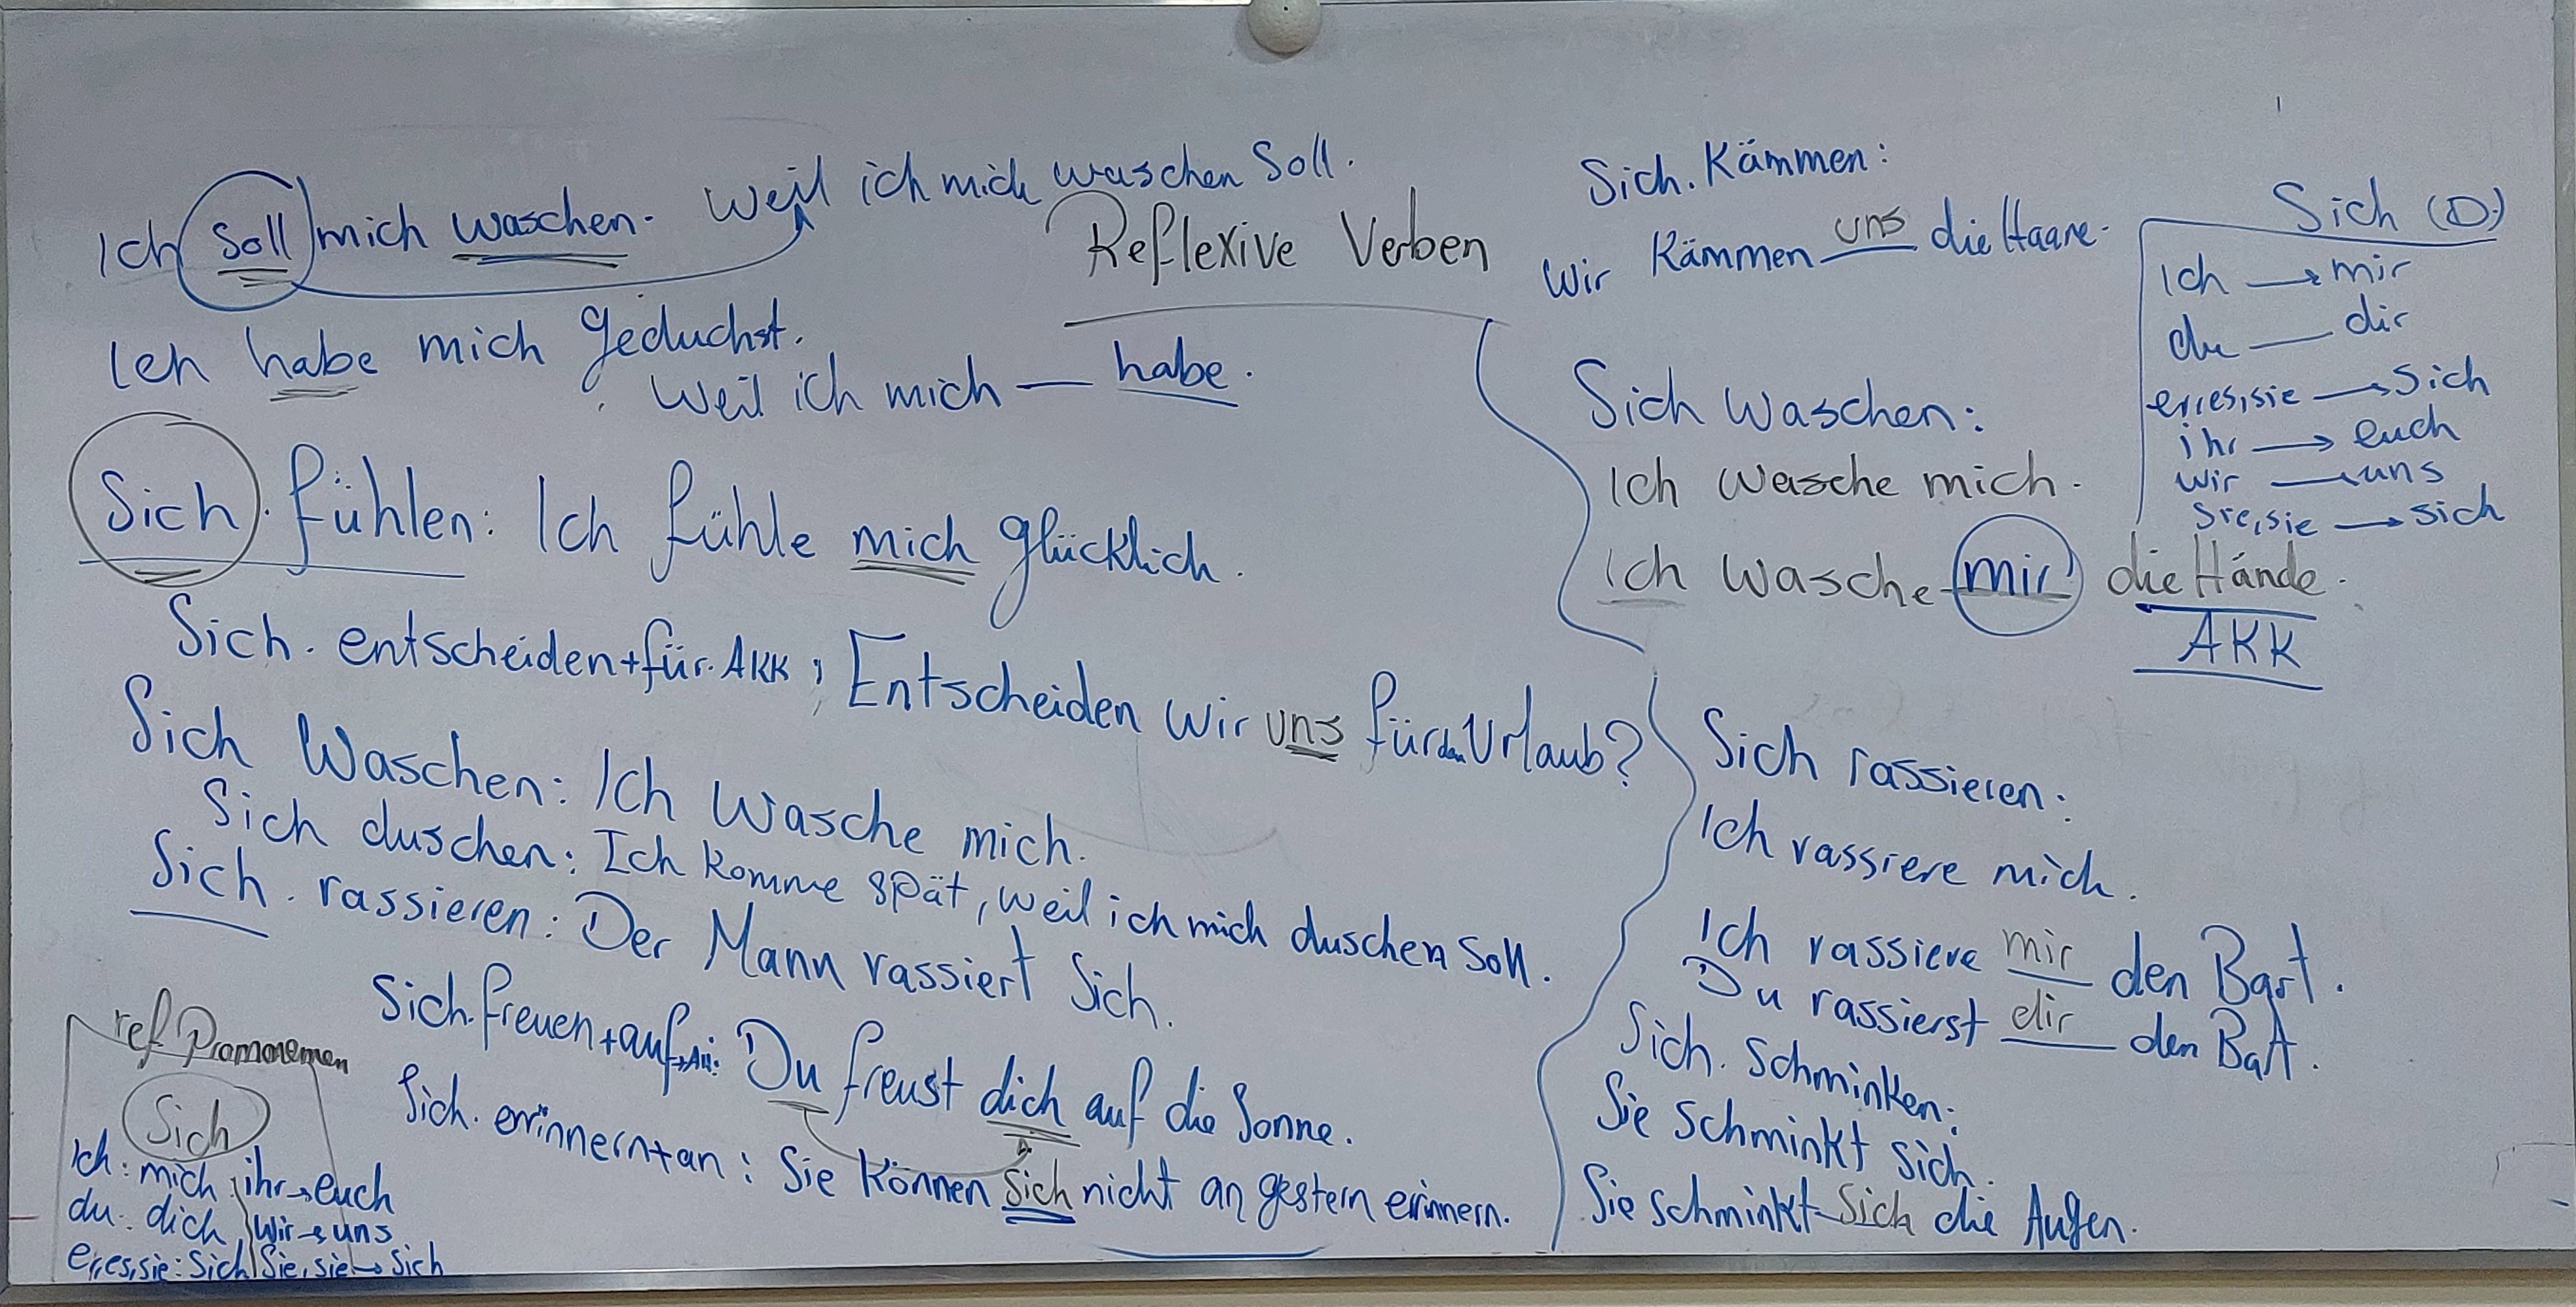 Ich soll mich waschen. Weil ich mich waschen soll.
Reflexive Verben
Ich habe mich geduchst.
Weil ich mich — habe.
Sich. fühlen: Ich fühle mich glücklich.
Sich. entscheiden+für. AKK ; Entscheiden wir uns für den Urlaub?
Sich Waschen: Ich wasche mich.
Sich duschen: Ich komme spät, weil ich mich duschen soll.
Sich. rassieren: Der Mann rassiert sich.
Sich. freuen+auf+AKK: Du freust dich auf die Sonne.
Sich. erinnern+an: Sie können sich nicht an gestern erinnern.
ref Promonemen
Sich
Ich: mich ihr→euch
du: dich wir→uns
er,es,sie: sich Sie,sie→sich
Sich. Kämmen:
Wir Kämmen uns die Haare.
Sich (D)
Ich → mir
du — dir
er,es,sie → sich
ihr → euch
wir → uns
Sie,sie → sich
Sich Waschen:
Ich wasche mich.
Ich wasche mir die Hände.
AKK
Sich rassieren:
Ich rassiere mich.
Ich rassiere mir den Bart.
Du rassierst dir den Bart.
Sich. Schminken:
Sie schminkt sich.
Sie schminkt sich die Augen.